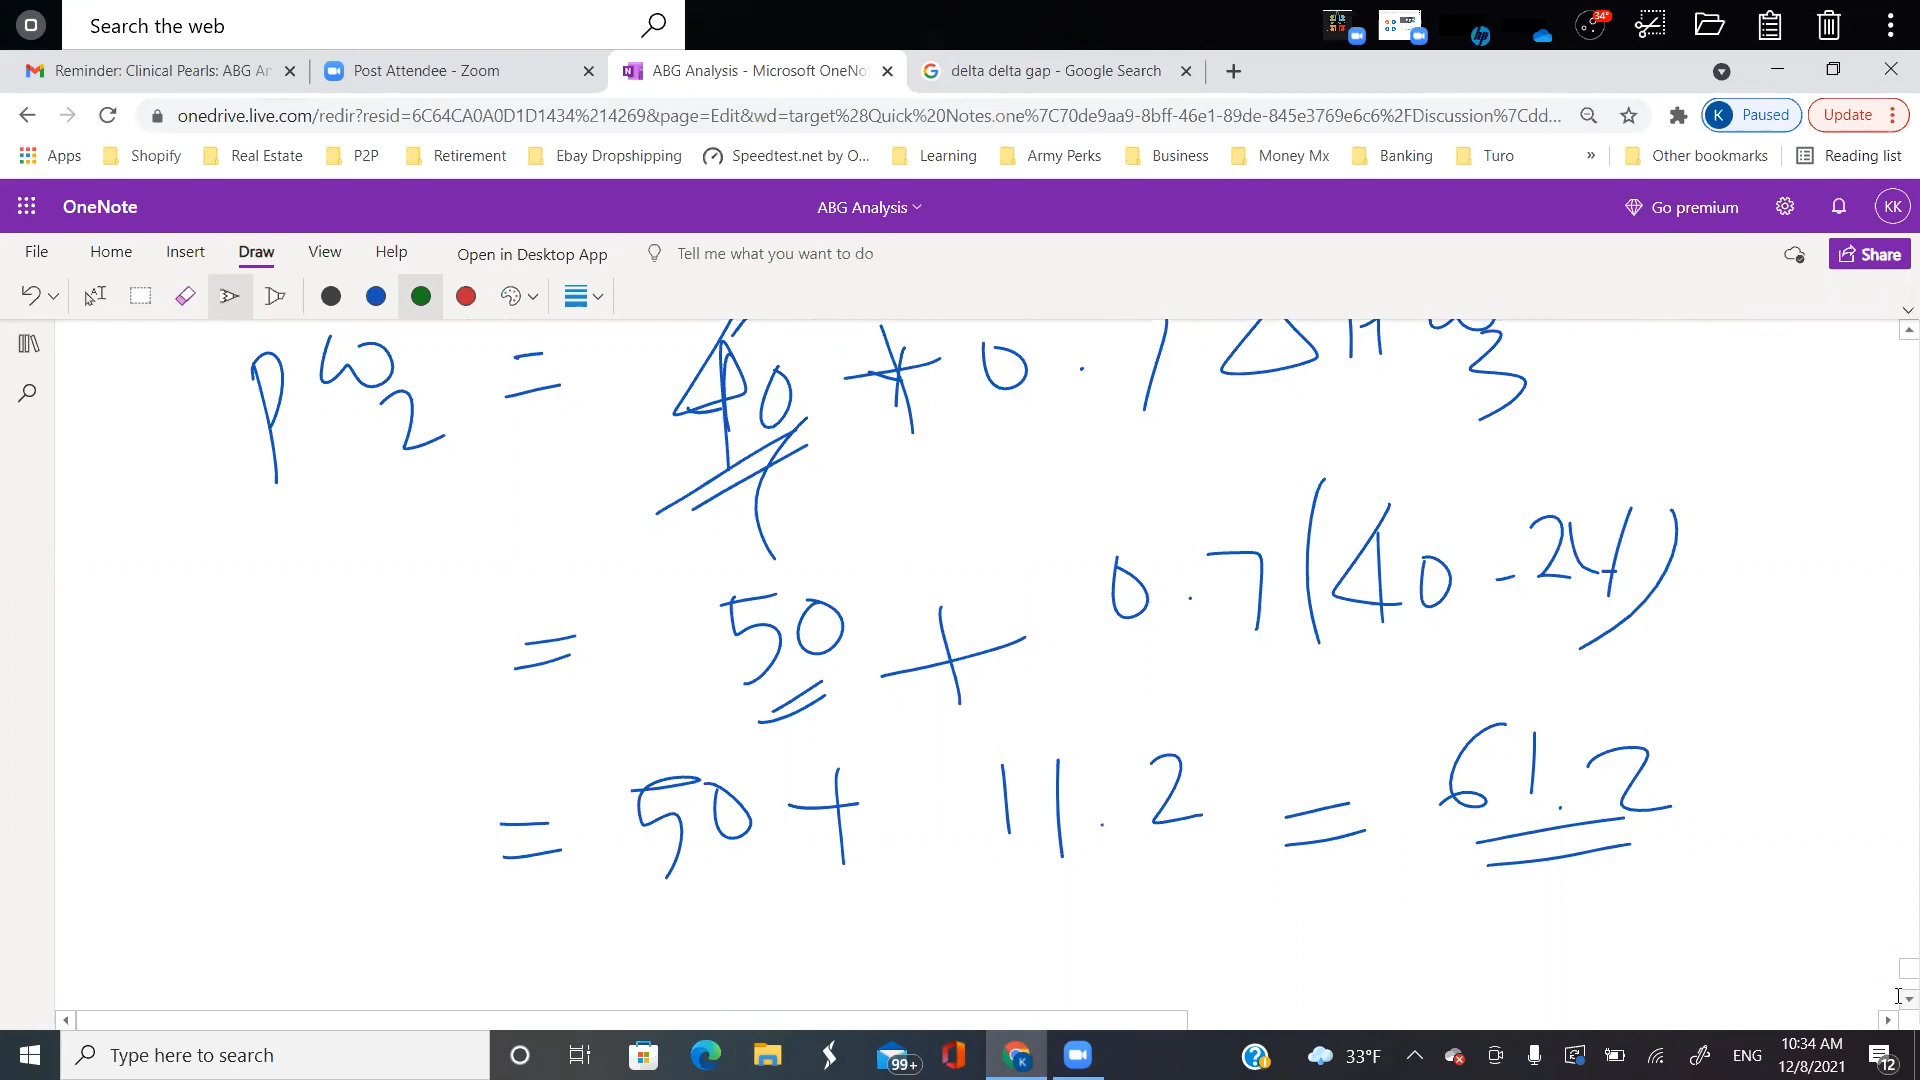 Search the web
34°
Reminder: Clinical Pearls: ABG An
Post Attendee - Zoom
ABG Analysis - Microsoft OneNo
delta delta gap - Google Search
onedrive.live.com/redir?resid=6C64CA0A0D1D1434%214269&page=Edit&wd=target%28Quick%20Notes.one%7C70de9aa9-8bff-46e1-89de-845e3769e6c6%2FDiscussion%7Cdd...
K Paused
Update
Apps Shopify Real Estate P2P Retirement Ebay Dropshipping Speedtest.net by O... Learning Army Perks Business Money Mx Banking Turo » Other bookmarks Reading list
OneNote
ABG Analysis
Go premium
KK
File Home Insert Draw View Help Open in Desktop App Tell me what you want to do
Share
pCO2 = 40 + 0.7 Δ HCO3
= 50 + 0.7 (40 - 24)
= 50 + 11.2 = 61.2
Type here to search
99+
33°F
ENG
10:34 AM
12/8/2021
12